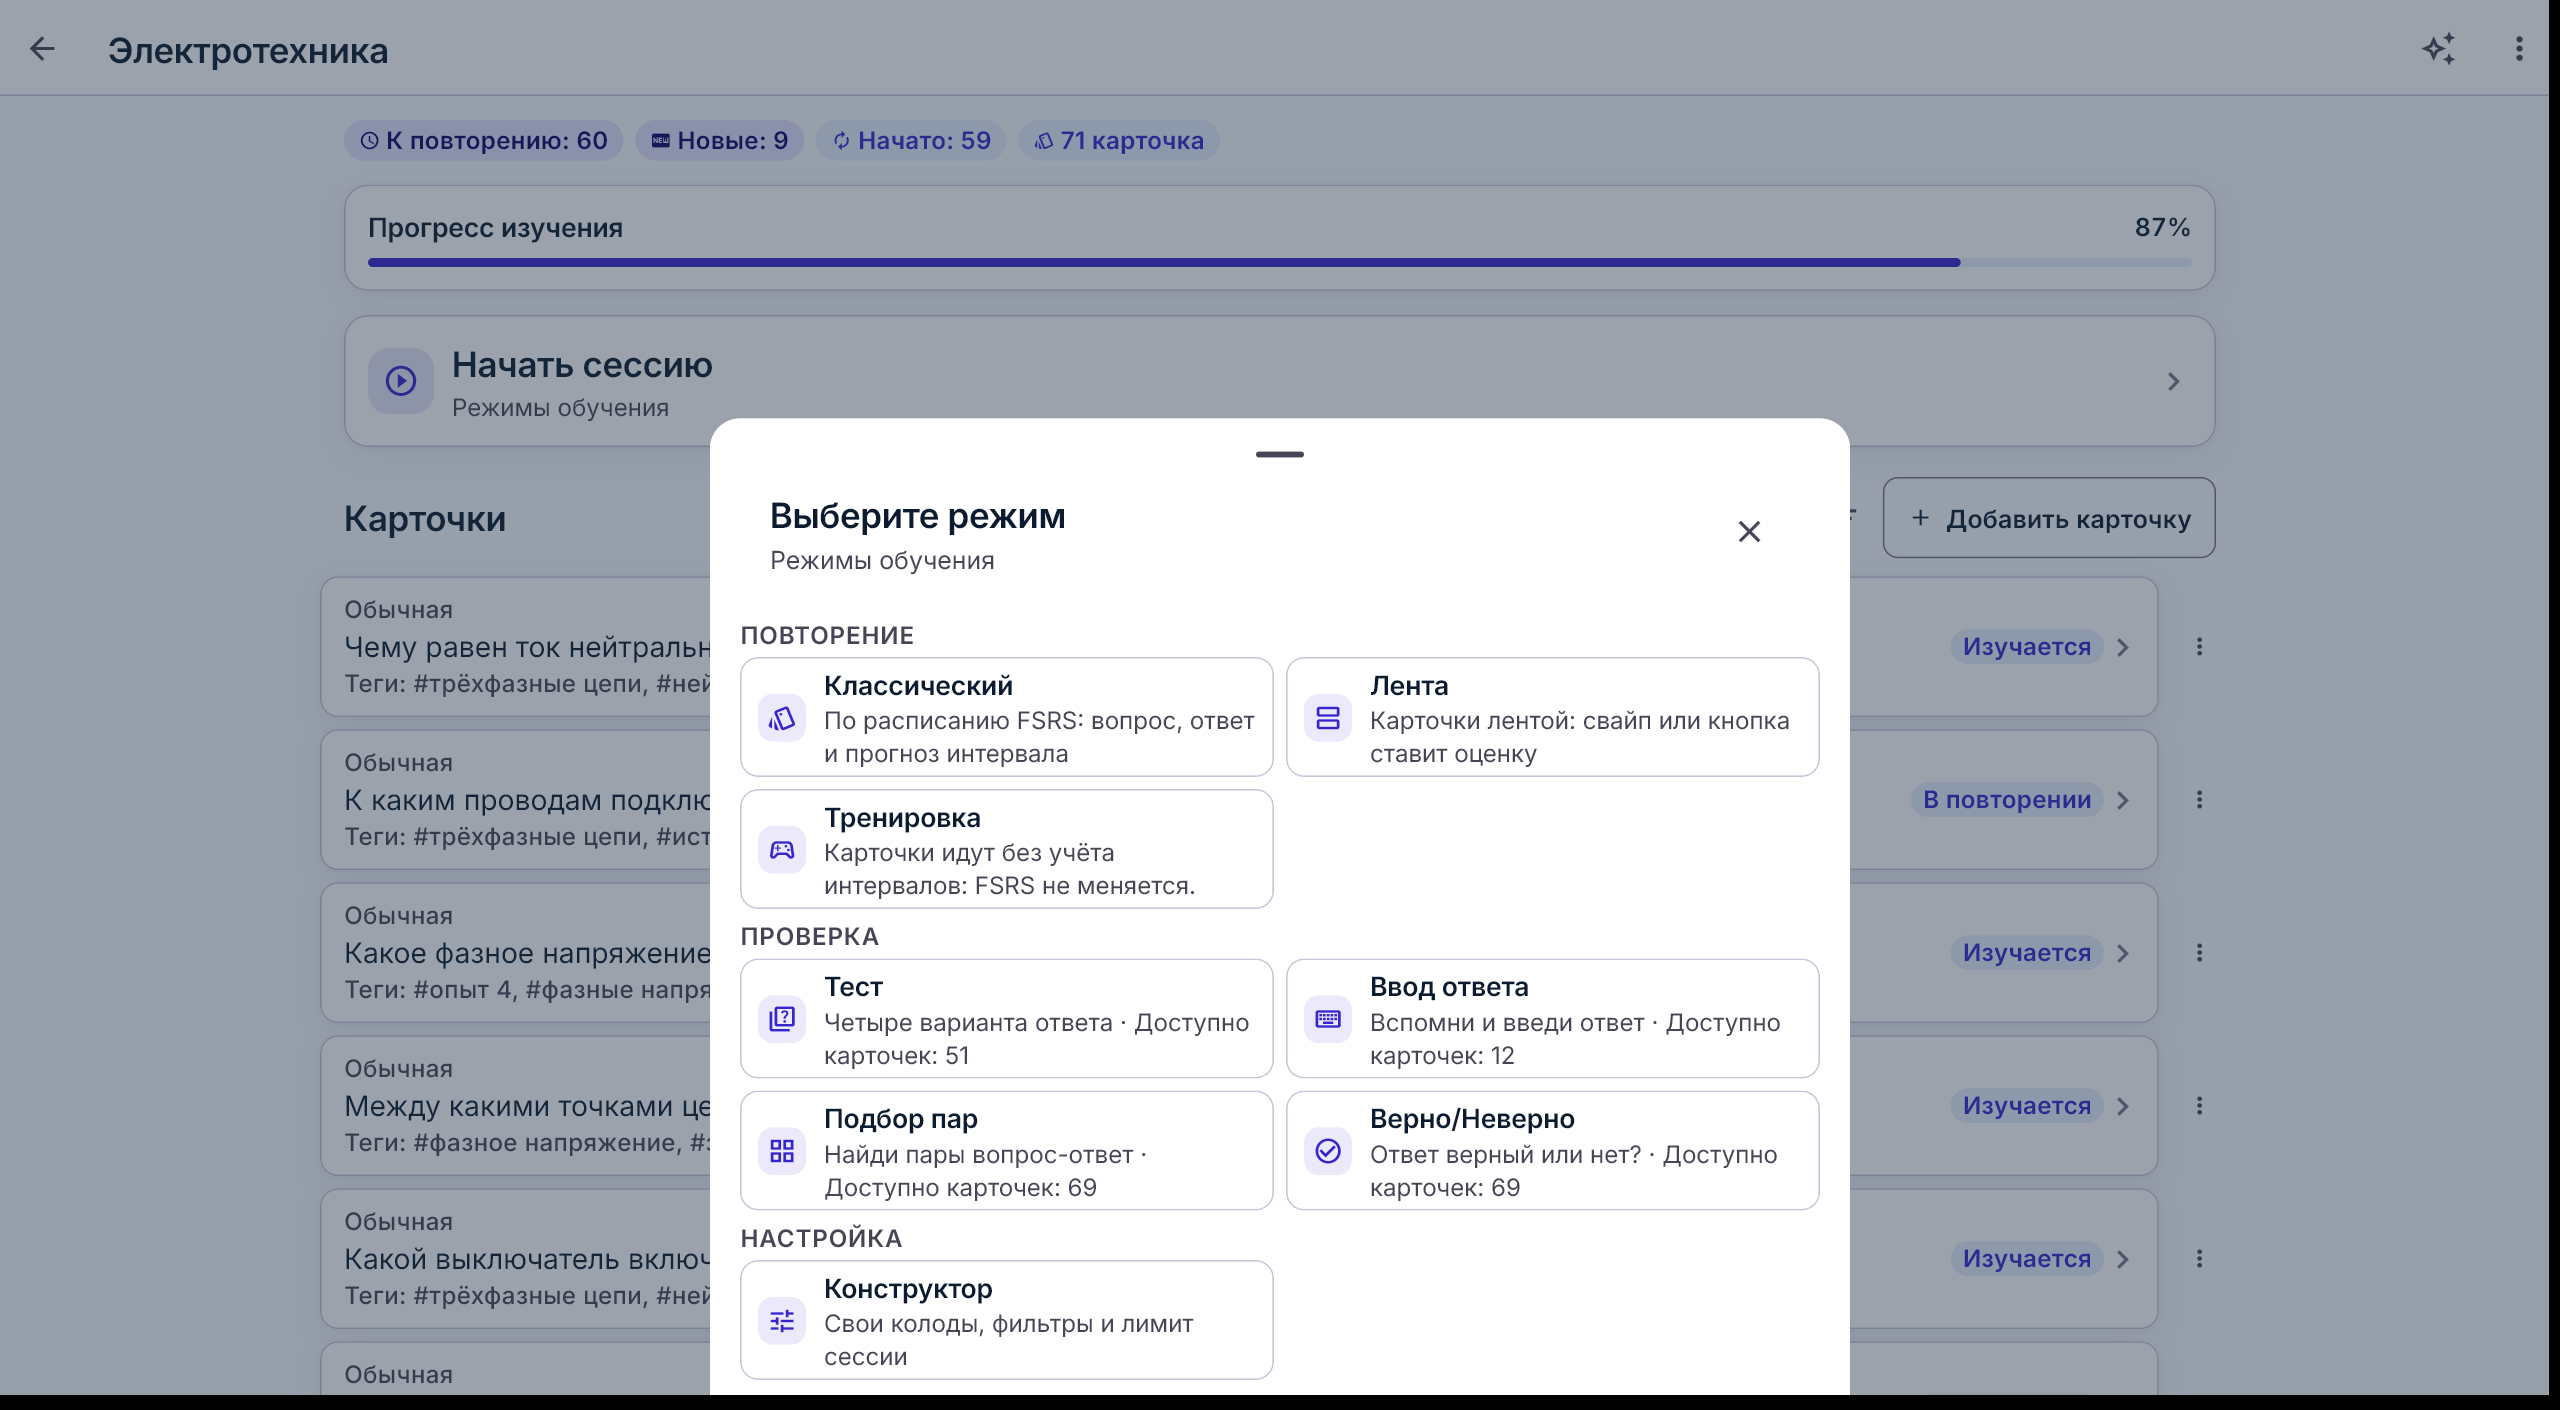 Электротехника
К повторению: 60
NEW Новые: 9
Начато: 59
71 карточка
Прогресс изучения
87%
Начать сессию
Режимы обучения
Карточки
+ Добавить карточку
Выберите режим
Режимы обучения
ПОВТОРЕНИЕ
Классический
По расписанию FSRS: вопрос, ответ
и прогноз интервала
Лента
Карточки лентой: свайп или кнопка
ставит оценку
Тренировка
Карточки идут без учёта
интервалов: FSRS не меняется.
ПРОВЕРКА
Тест
Четыре варианта ответа · Доступно
карточек: 51
Ввод ответа
Вспомни и введи ответ · Доступно
карточек: 12
Подбор пар
Найди пары вопрос-ответ ·
Доступно карточек: 69
Верно/Неверно
Ответ верный или нет? · Доступно
карточек: 69
НАСТРОЙКА
Конструктор
Свои колоды, фильтры и лимит
сессии
Обычная
Чему равен ток нейтральн
Теги: #трёхфазные цепи, #ней
Изучается
Обычная
К каким проводам подклю
Теги: #трёхфазные цепи, #ист
В повторении
Обычная
Какое фазное напряжение
Теги: #опыт 4, #фазные напря
Изучается
Обычная
Между какими точками це
Теги: #фазное напряжение, #
Изучается
Обычная
Какой выключатель включ
Теги: #трёхфазные цепи, #ней
Изучается
Обычная